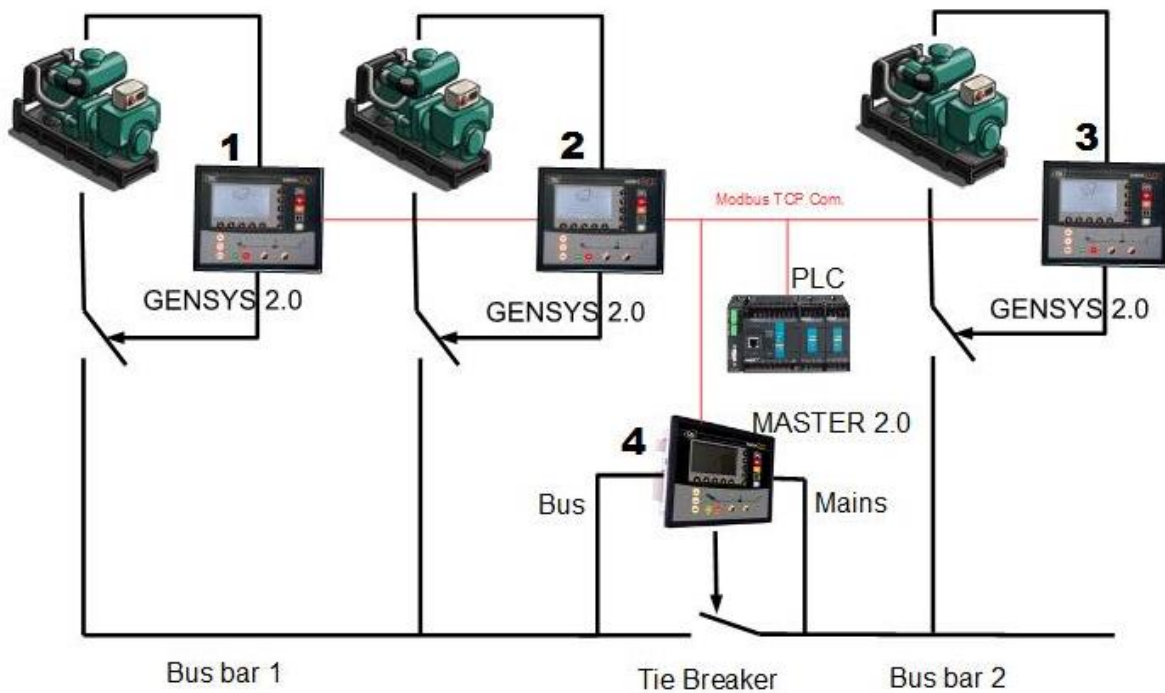 1
2
3
Modbus TCP Com.
GENSYS 2.0
GENSYS 2.0
PLC
GENSYS 2.0
MASTER 2.0
4
Bus
Mains
Bus bar 1
Tie Breaker
Bus bar 2